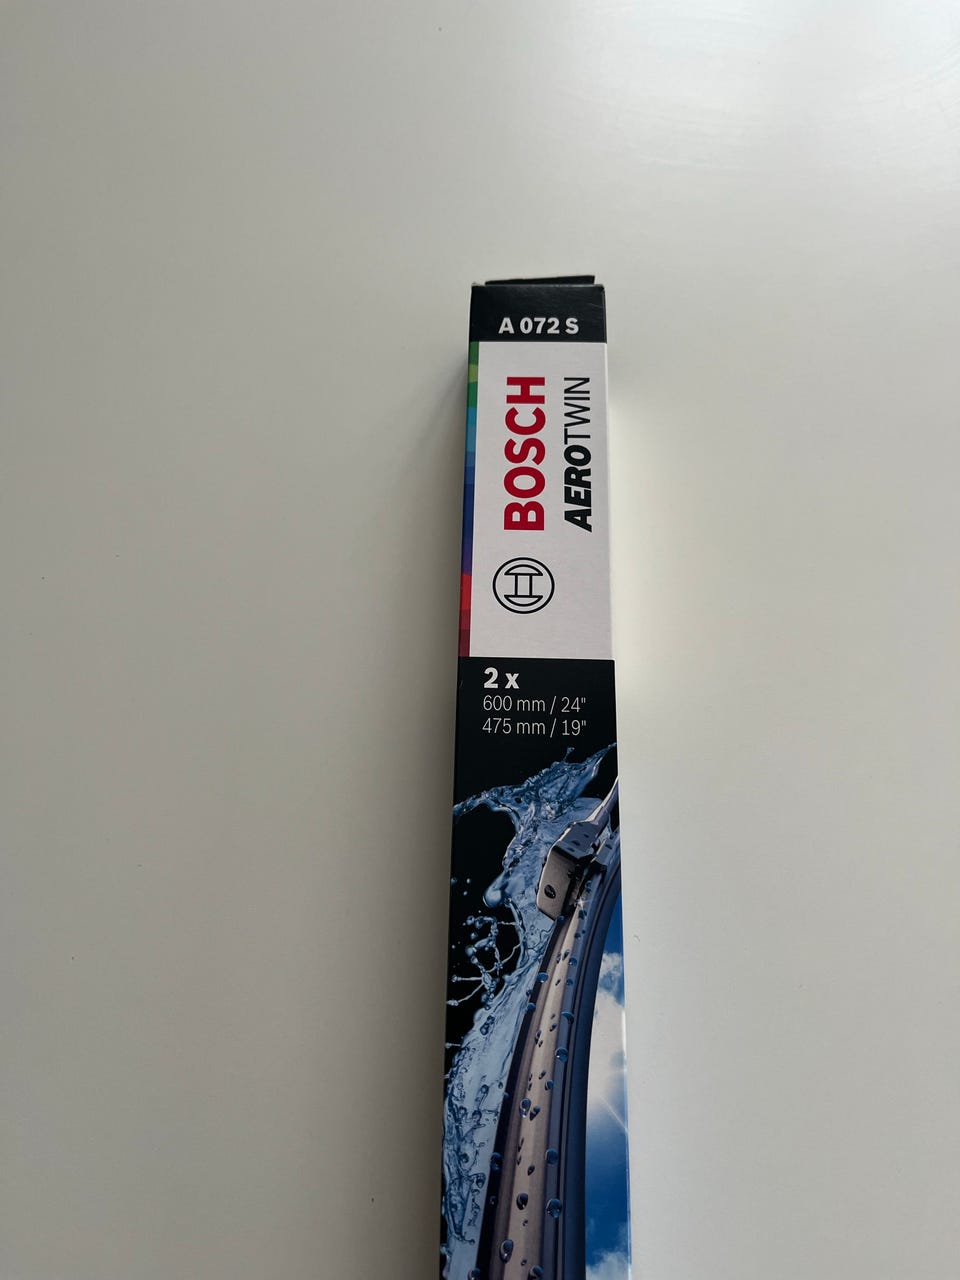 A 072 S
BOSCH
AEROTWIN
2 x
600 mm / 24"
475 mm / 19"